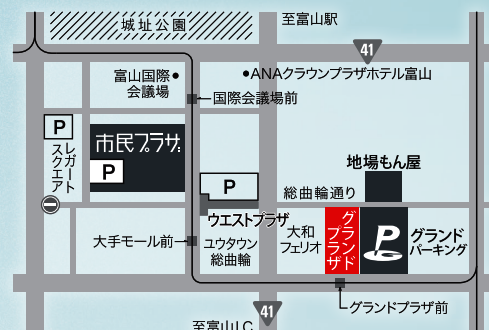 城址公園
至富山駅
41
富山国際
会議場
ANAクラウンプラザホテル富山
国際会議場前
P
レガート
スクエア
市民プラザ
P
P
地場もん屋
総曲輪通り
ウエストプラザ
大手モール前
ユウタウン
総曲輪
大和
フェリオ
グランド
プラザ
P
グランド
パーキング
グランドプラザ前
41
至富山I.C